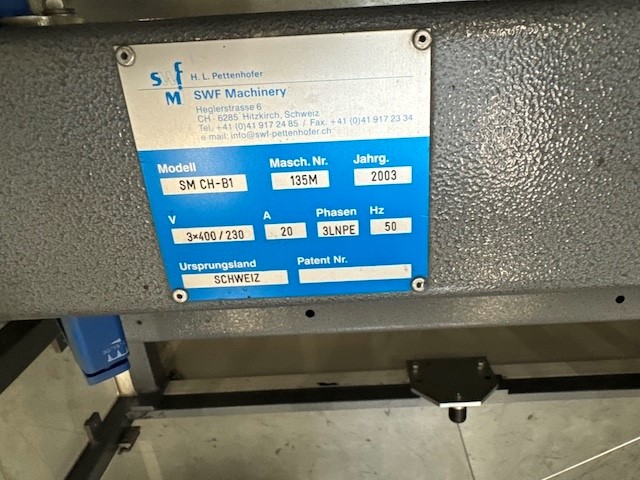 swf
M
H. L. Pettenhofer
SWF Machinery
Heglerstrasse 6
CH - 6285 Hitzkirch, Schweiz
Tel. +41 (0)41 917 24 85 / Fax. +41 (0)41 917 23 34
e mail: info@swf-pettenhofer.ch
Modell Masch. Nr. Jahrg.
SM CH-B1 135M 2003
V A Phasen Hz
3×400/230 20 3LNPE 50
Ursprungsland Patent Nr.
SCHWEIZ